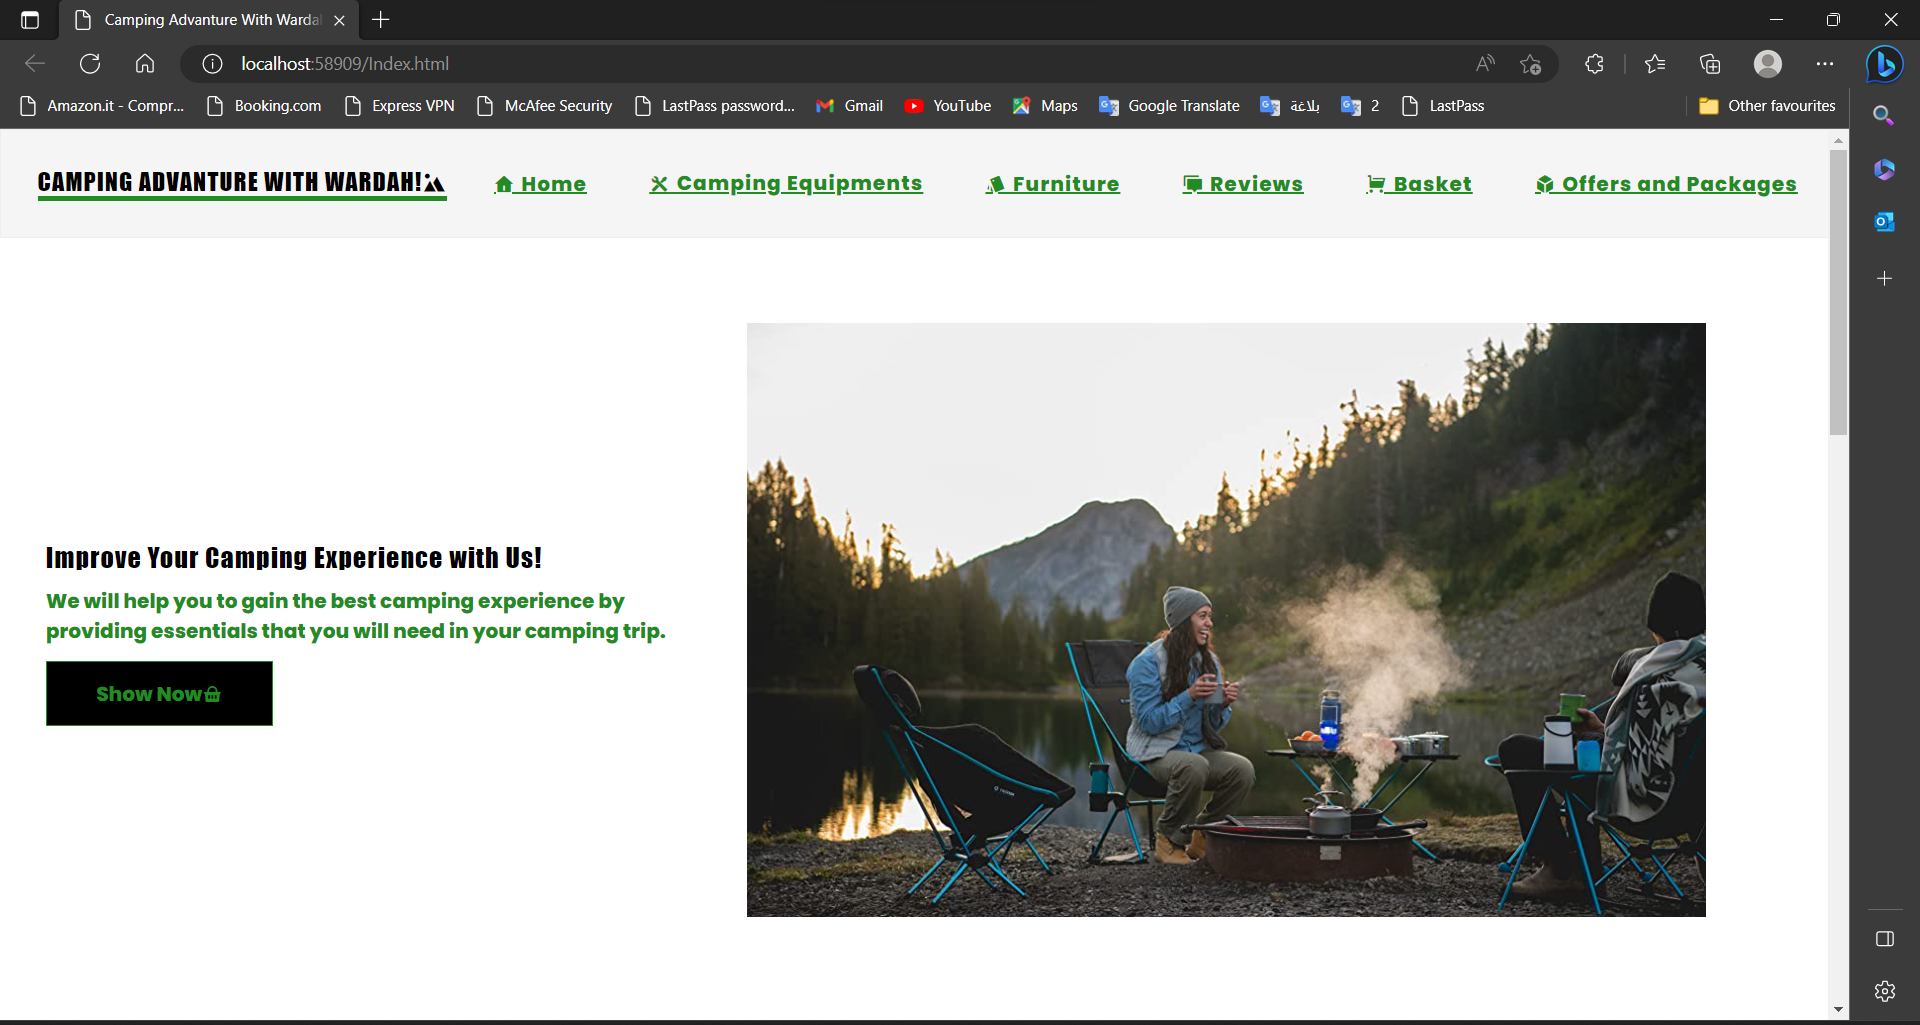 Camping Advanture With Warda
localhost:58909/Index.html
Amazon.it - Compr... Booking.com Express VPN McAfee Security LastPass password... Gmail YouTube Maps Google Translate بلاغة 2 LastPass Other favourites
CAMPING ADVANTURE WITH WARDAH! Home Camping Equipments Furniture Reviews Basket Offers and Packages
Improve Your Camping Experience with Us!
We will help you to gain the best camping experience by
providing essentials that you will need in your camping trip.
Show Now